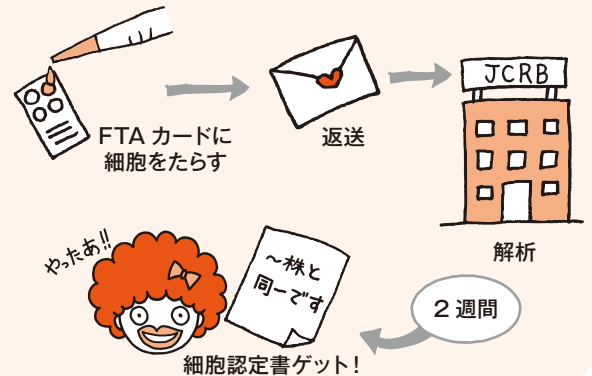 FTA カードに
細胞をたらす
返送
JCRB
解析
2 週間
やったあ!!
〜株と
同一です
細胞認定書ゲット！